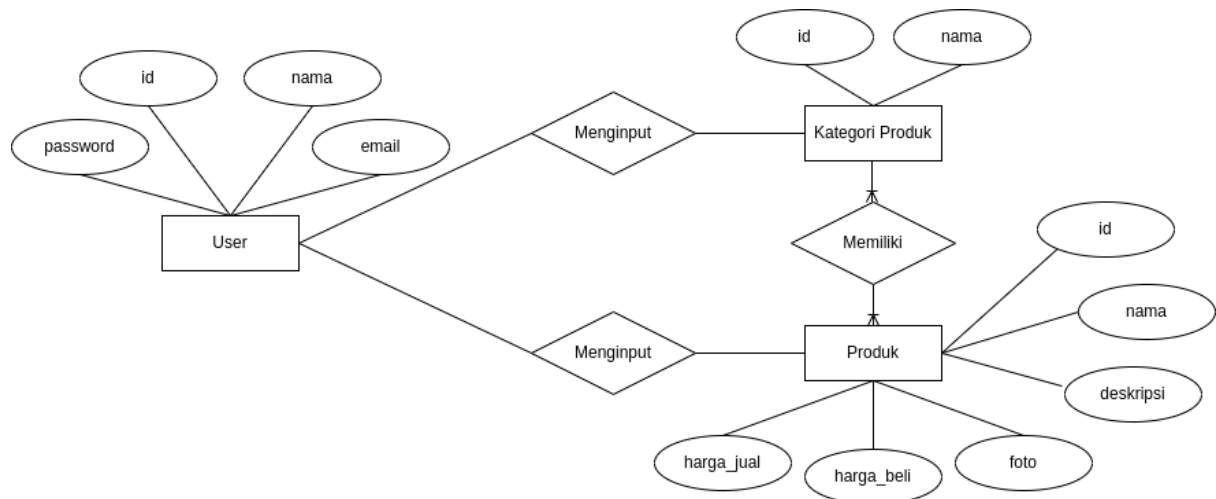 id
nama
password
email
User
Menginput
Menginput
id
nama
Kategori Produk
Memiliki
Produk
id
nama
deskripsi
harga_jual
harga_beli
foto